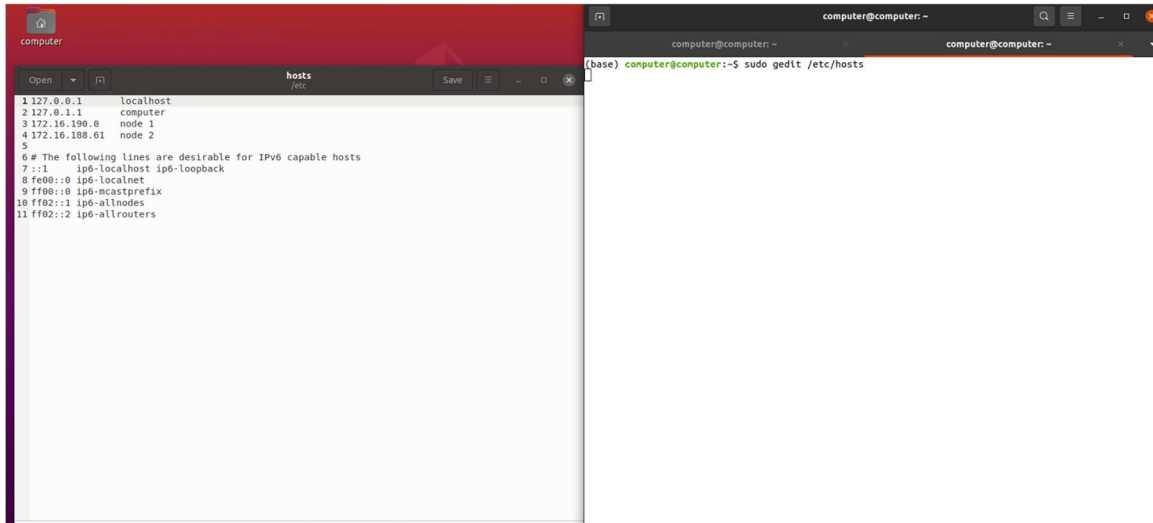 computer
Open
hosts
/etc
Save
1 127.0.0.1 localhost
2 127.0.1.1 computer
3 172.16.190.0 node 1
4 172.16.188.61 node 2
5
6 # The following lines are desirable for IPv6 capable hosts
7 ::1 ip6-localhost ip6-loopback
8 fe00::0 ip6-localnet
9 ff00::0 ip6-mcastprefix
10 ff02::1 ip6-allnodes
11 ff02::2 ip6-allrouters
computer@computer: ~
computer@computer: ~ computer@computer: ~
(base) computer@computer:~$ sudo gedit /etc/hosts